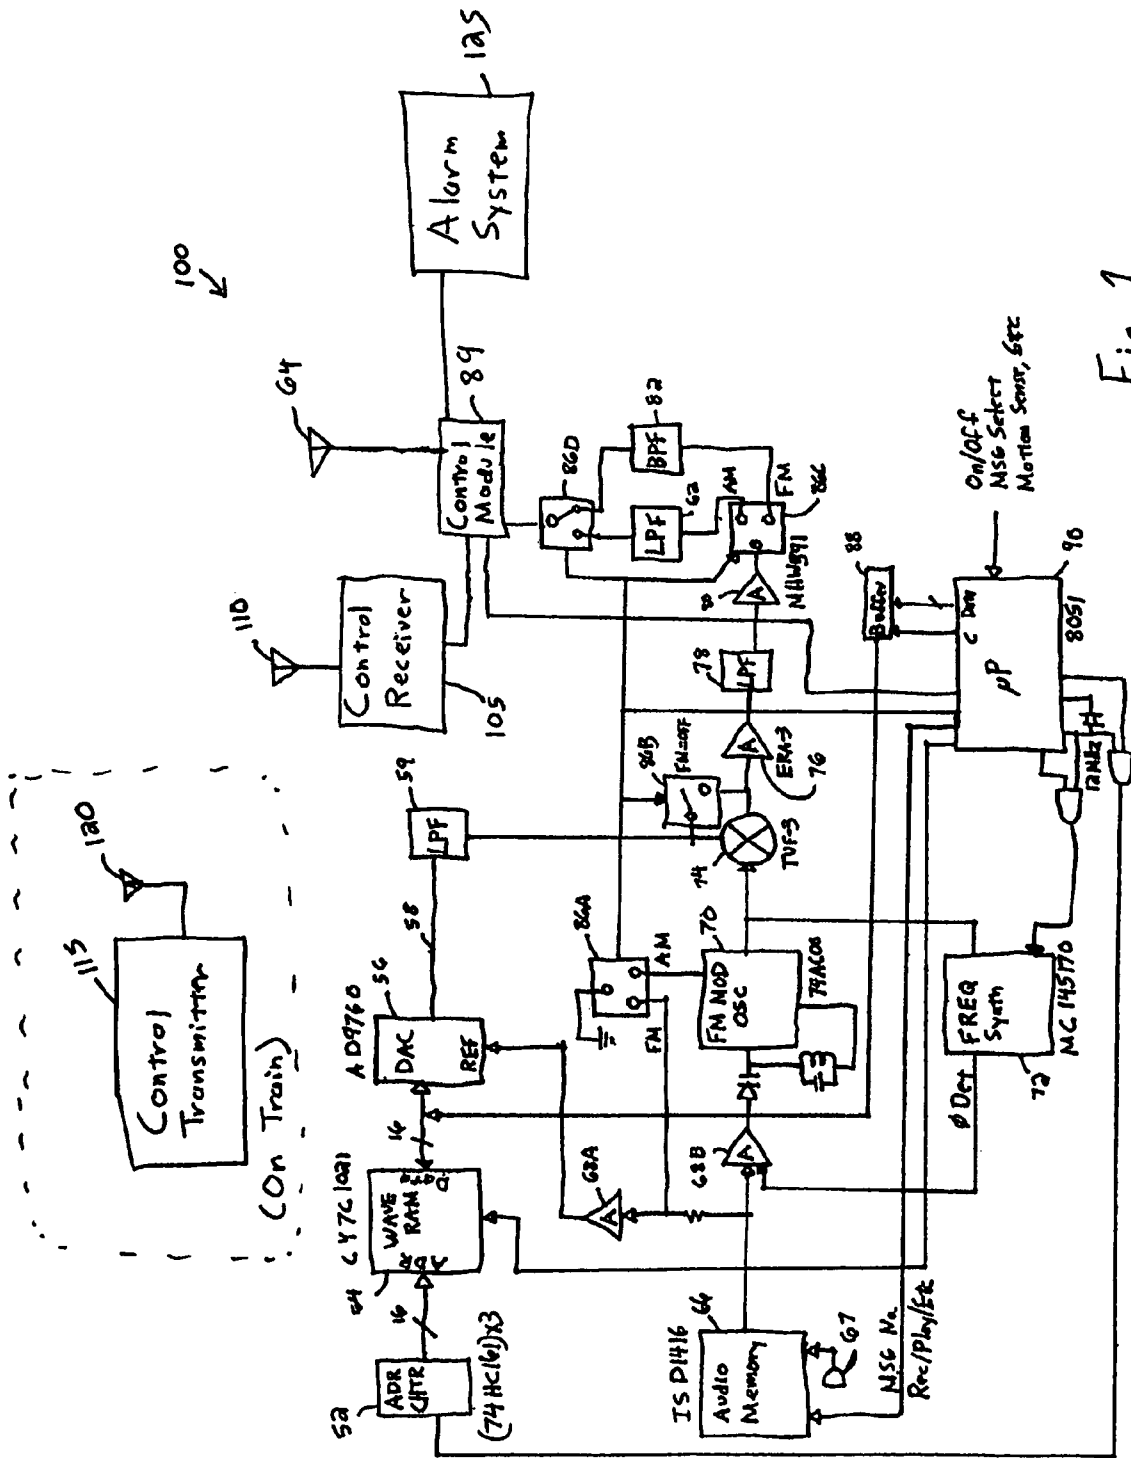 100
115
Control
Transmitter
120
(On Train)
110
Control
Receiver
105
64
Control
Module
89
Alarm
System
125
52
ADR
CNTR
(74HC161)x3
16
54
CY7C1021
WAVE
RAM
16
AD9760
56
DAC
REF
58
59
LPF
68A
A
86A
AM
FM
86B
FM=OFF
70
FM MOD
OSC
74AC08
74
TUF-3
A
ERA-3
76
78
LPF
80
A
MHW591
86C
AM
FM
62
LPF
82
BPF
86D
ISD1416
66
Audio
Memory
67
68B
A
MSG No.
Rec/Play/Etc
Ø Det
FREQ
Synth
72
MC145170
12MHz
µP
C
Data
8051
90
88
Buffer
On/Off
MSG Select
Motion Sensor, Etc
Fig. 1